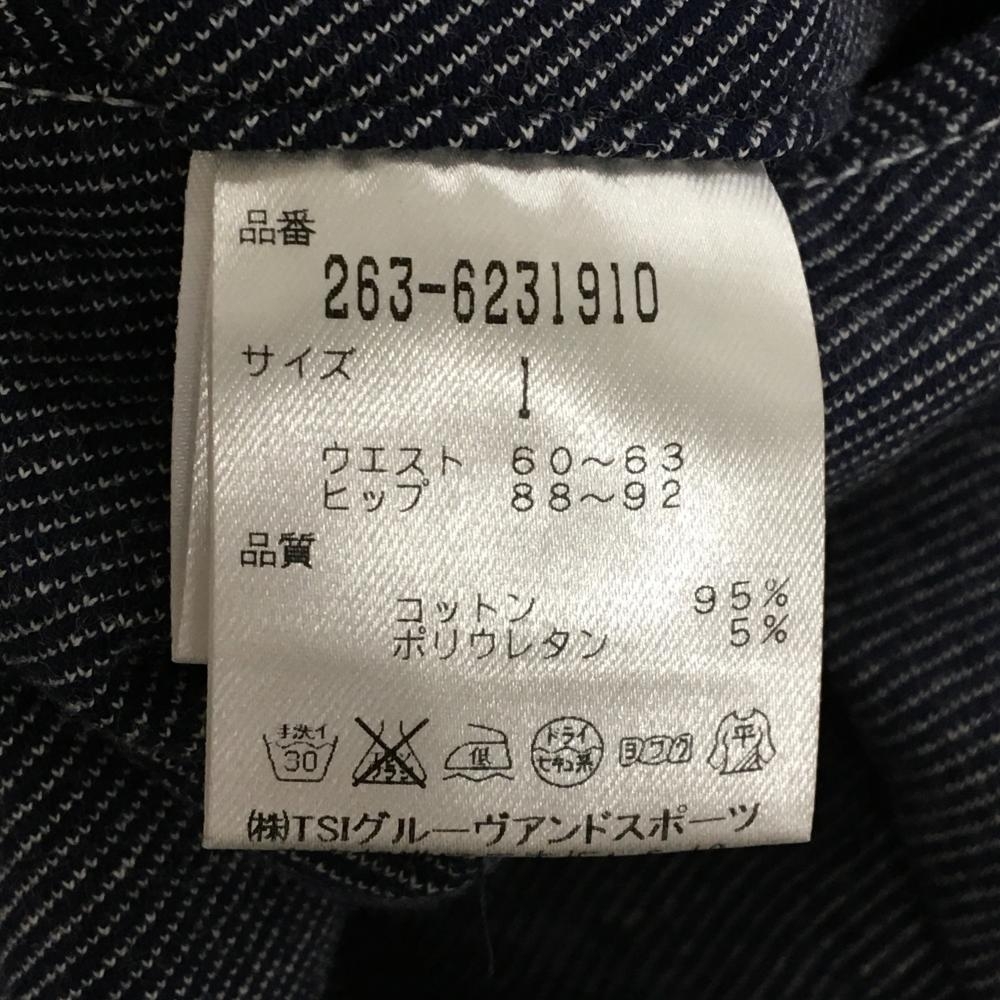 品番
263-6231910
サイズ
1
ウエスト 60～63
ヒップ 88～92
品質
コットン 95%
ポリウレタン 5%
手洗イ 30 低 ドライ セキユ系 ヨワク 平
(株)TSIグルーヴアンドスポーツ